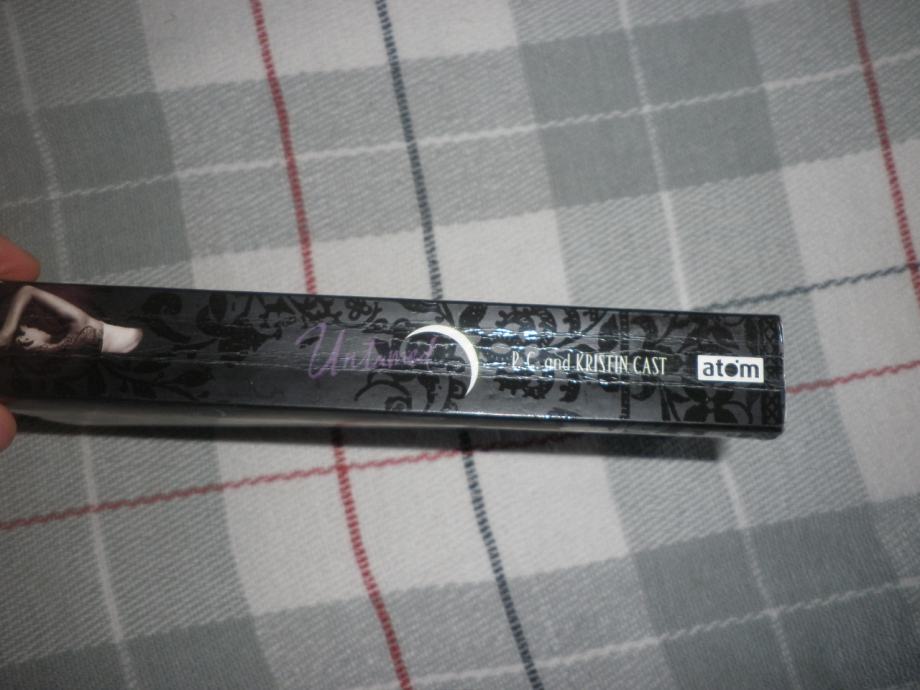 Untamed
P. C. and KRISTIN CAST
atom